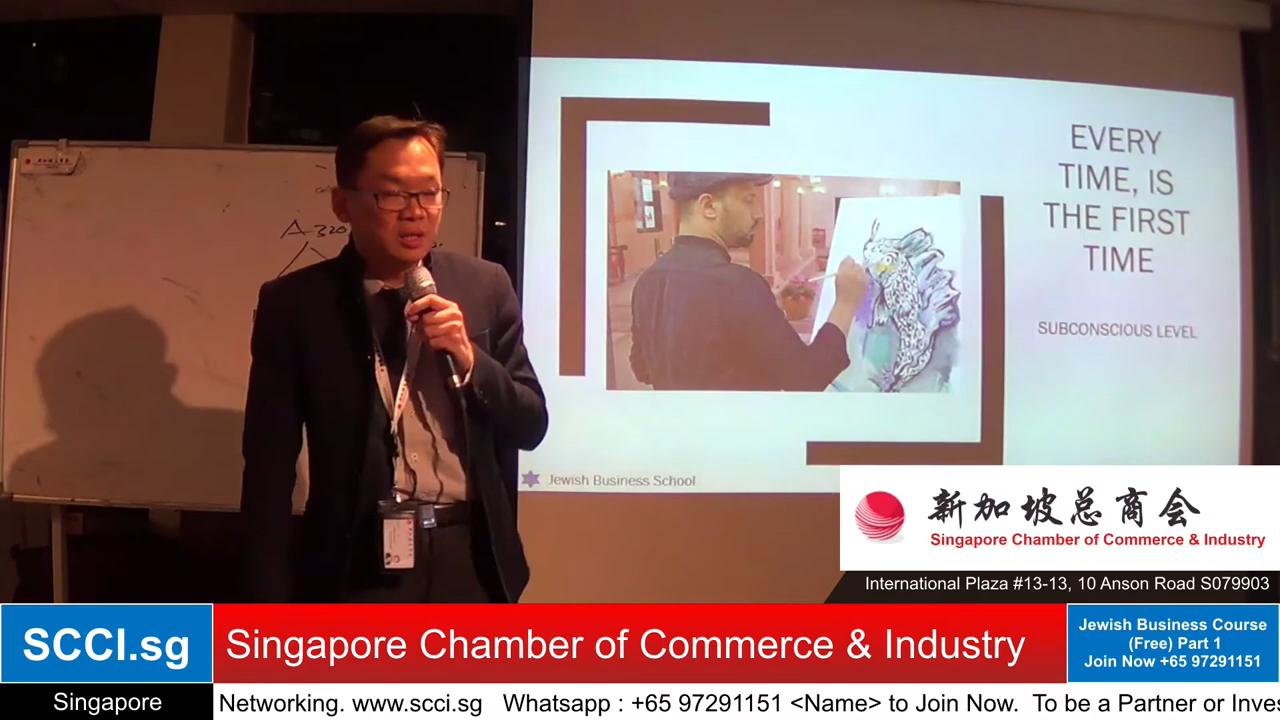 A320
EVERY
TIME, IS
THE FIRST
TIME
SUBCONSCIOUS LEVEL
Jewish Business School
新加坡总商会
Singapore Chamber of Commerce & Industry
International Plaza #13-13, 10 Anson Road S079903
SCCI.sg
Singapore Chamber of Commerce & Industry
Jewish Business Course
(Free) Part 1
Join Now +65 97291151
Singapore
Networking. www.scci.sg Whatsapp : +65 97291151 <Name> to Join Now. To be a Partner or Inves